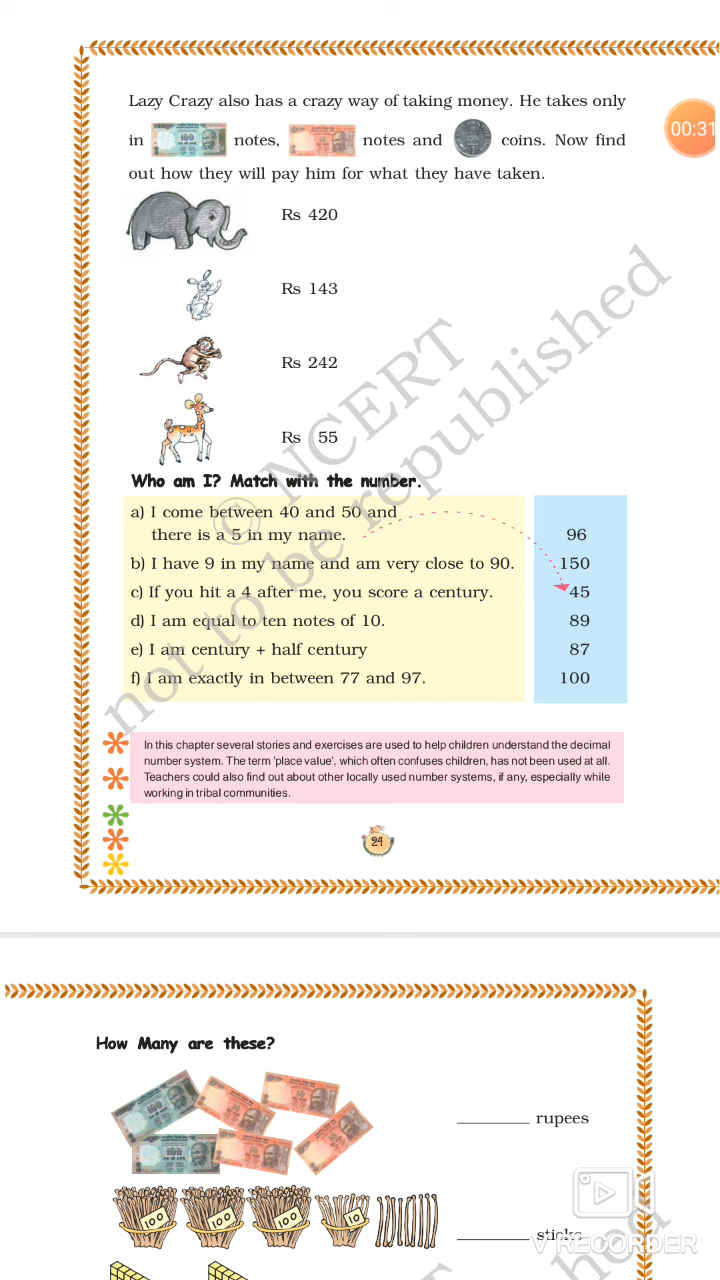 Lazy Crazy also has a crazy way of taking money. He takes only
00:31
in 100 notes, 10 notes and coins. Now find
out how they will pay him for what they have taken.
Rs 420
Rs 143
Rs 242
Rs 55
Who am I? Match with the number.
a) I come between 40 and 50 and
there is a 5 in my name. 96
b) I have 9 in my name and am very close to 90. 150
c) If you hit a 4 after me, you score a century. 45
d) I am equal to ten notes of 10. 89
e) I am century + half century 87
f) I am exactly in between 77 and 97. 100
© NCERT
not to be republished
In this chapter several stories and exercises are used to help children understand the decimal
number system. The term 'place value', which often confuses children, has not been used at all.
Teachers could also find out about other locally used number systems, if any, especially while
working in tribal communities.
24
How Many are these?
100
100
rupees
100 100 100 10
sticks
V RECORDER